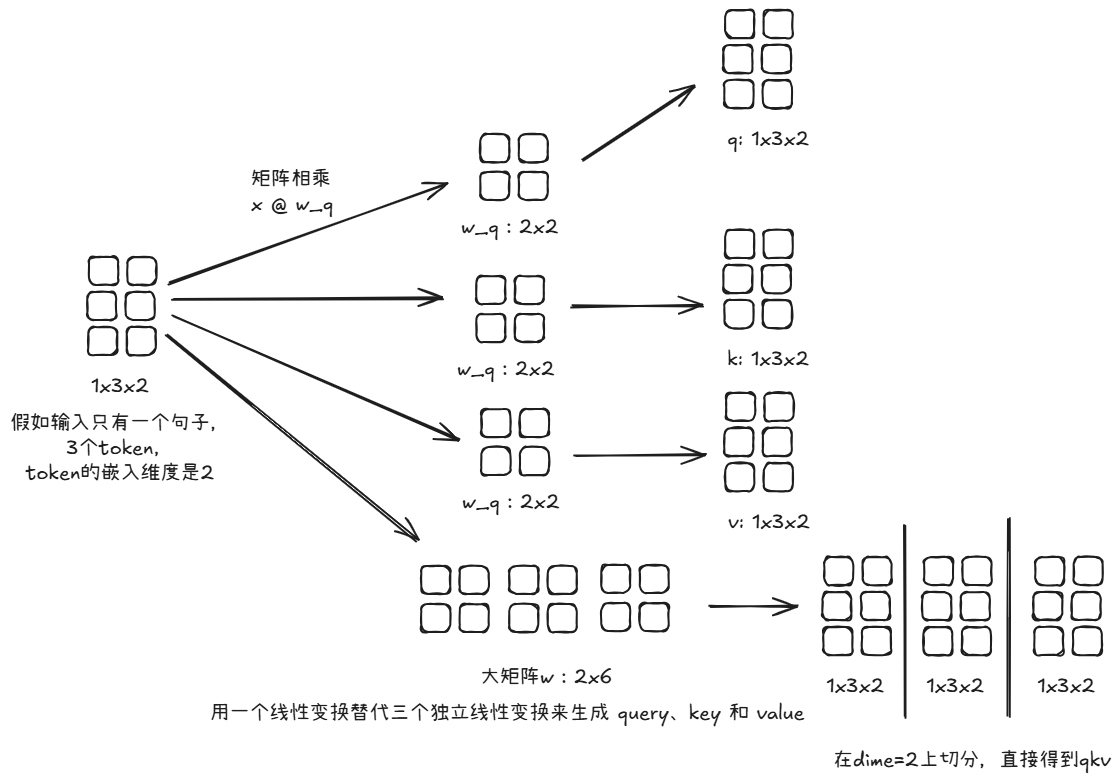 q: 1x3x2
矩阵相乘
x @ w_q
w_q : 2x2
k: 1x3x2
w_q : 2x2
1x3x2
假如输入只有一个句子,
3个token,
token的嵌入维度是2
w_q : 2x2
v: 1x3x2
大矩阵w : 2x6
用一个线性变换替代三个独立线性变换来生成 query、key 和 value
1x3x2
1x3x2
1x3x2
在dime=2上切分, 直接得到qkv